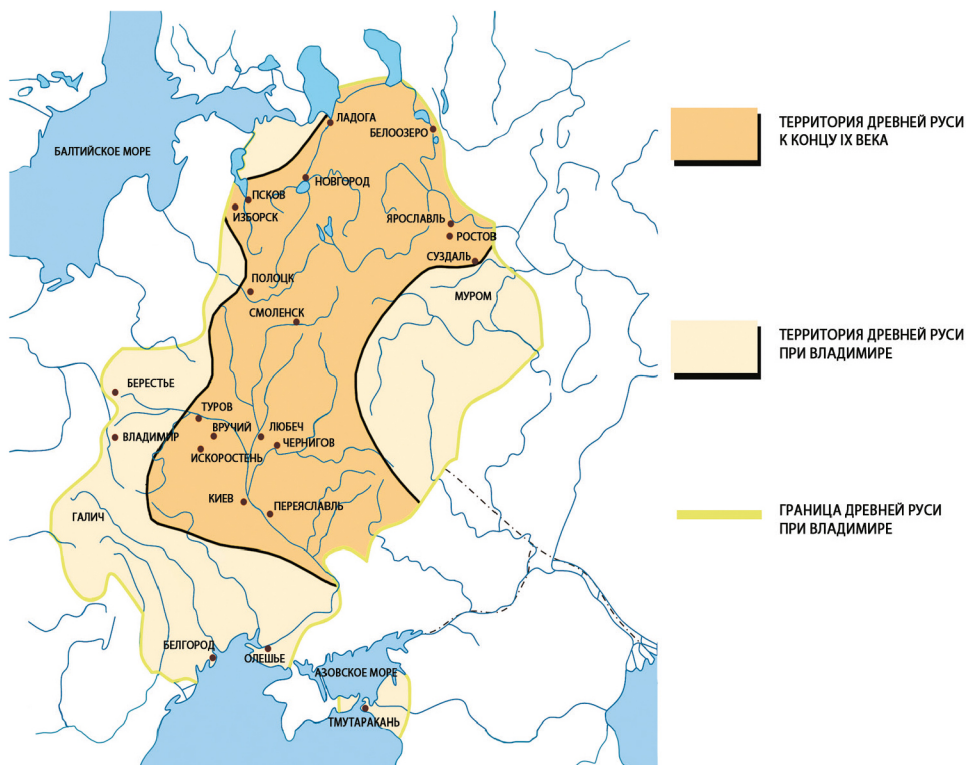 ЛАДОГА
БЕЛООЗЕРО
БАЛТИЙСКОЕ МОРЕ
НОВГОРОД
ПСКОВ
ИЗБОРСК
ЯРОСЛАВЛЬ
РОСТОВ
СУЗДАЛЬ
ПОЛОЦК
МУРОМ
СМОЛЕНСК
БЕРЕСТЬЕ
ТУРОВ
ВРУЧИЙ
ЛЮБЕЧ
ВЛАДИМИР
ЧЕРНИГОВ
ИСКОРОСТЕНЬ
КИЕВ
ПЕРЕЯСЛАВЛЬ
ГАЛИЧ
БЕЛГОРОД
ОЛЕШЬЕ
АЗОВСКОЕ МОРЕ
ТМУТАРАКАНЬ
ТЕРРИТОРИЯ ДРЕВНЕЙ РУСИ
К КОНЦУ IX ВЕКА
ТЕРРИТОРИЯ ДРЕВНЕЙ РУСИ
ПРИ ВЛАДИМИРЕ
ГРАНИЦА ДРЕВНЕЙ РУСИ
ПРИ ВЛАДИМИРЕ